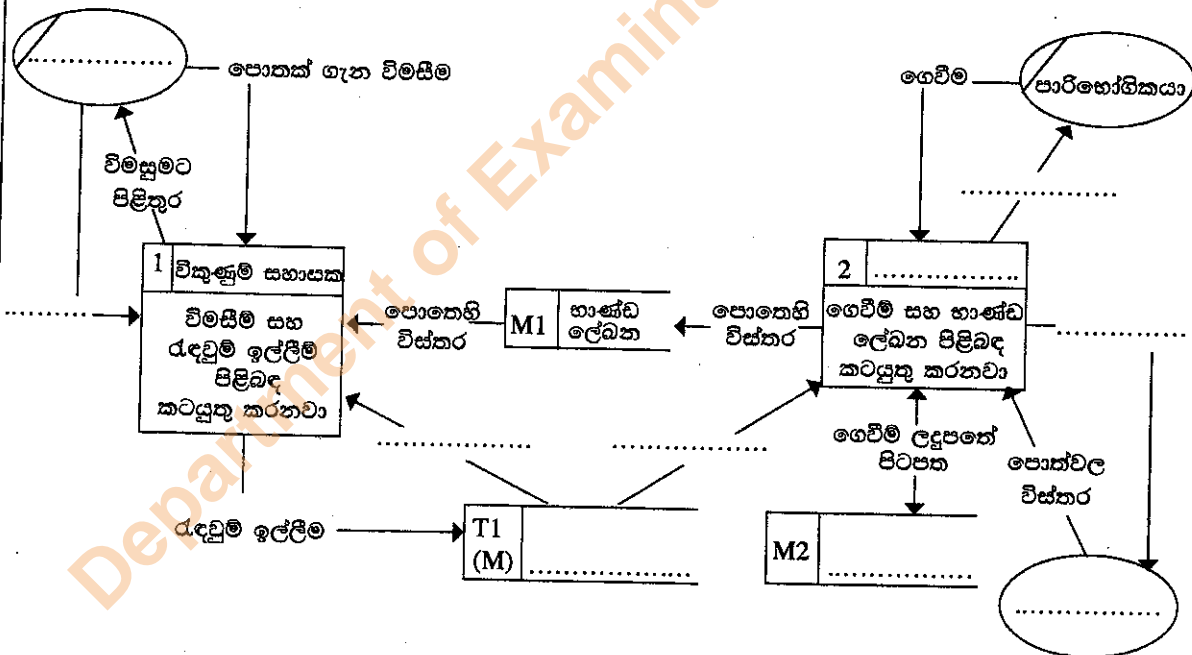 ..................
පොතක් ගැන විමසීම
ගෙවීම
පාරිභෝගිකයා
විමසුමට
පිළිතුර
..................
1 විකුණුම් සහායක
2 ..................
..................
විමසීම් සහ
රැඳවුම් ඉල්ලීම්
පිළිබඳ
කටයුතු කරනවා
පොතෙහි
විස්තර
M1 භාණ්ඩ
ලේඛන
පොතෙහි
විස්තර
ගෙවීම් සහ භාණ්ඩ
ලේඛන පිළිබඳ
කටයුතු කරනවා
..................
..................
..................
ගෙවීම් ලදුපතේ
පිටපත
පොත්වල
විස්තර
රැඳවුම් ඉල්ලීම
T1
(M) ..................
M2 ..................
..................
Department of Examina